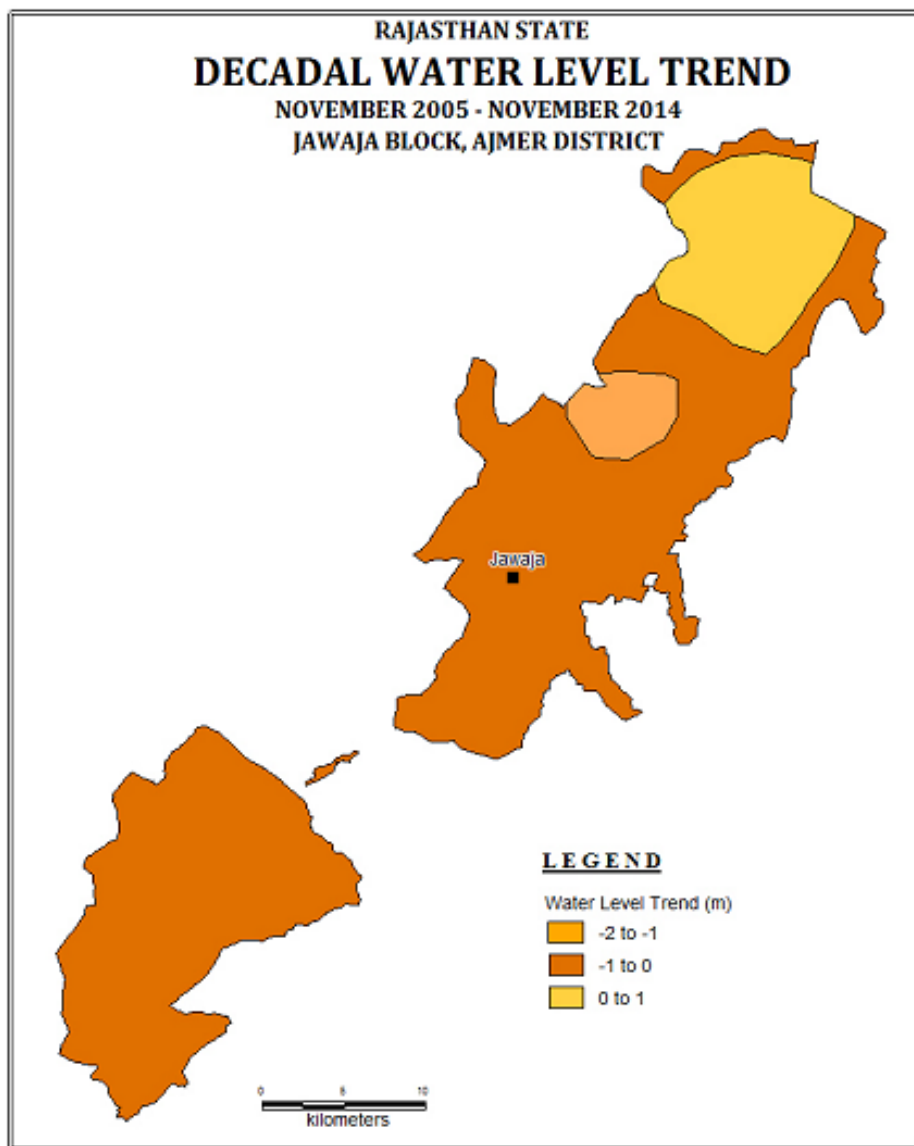 RAJASTHAN STATE
DECADAL WATER LEVEL TREND
NOVEMBER 2005 - NOVEMBER 2014
JAWAJA BLOCK, AJMER DISTRICT
Jawaja
LEGEND
Water Level Trend (m)
-2 to -1
-1 to 0
0 to 1
0 5 10
kilometers